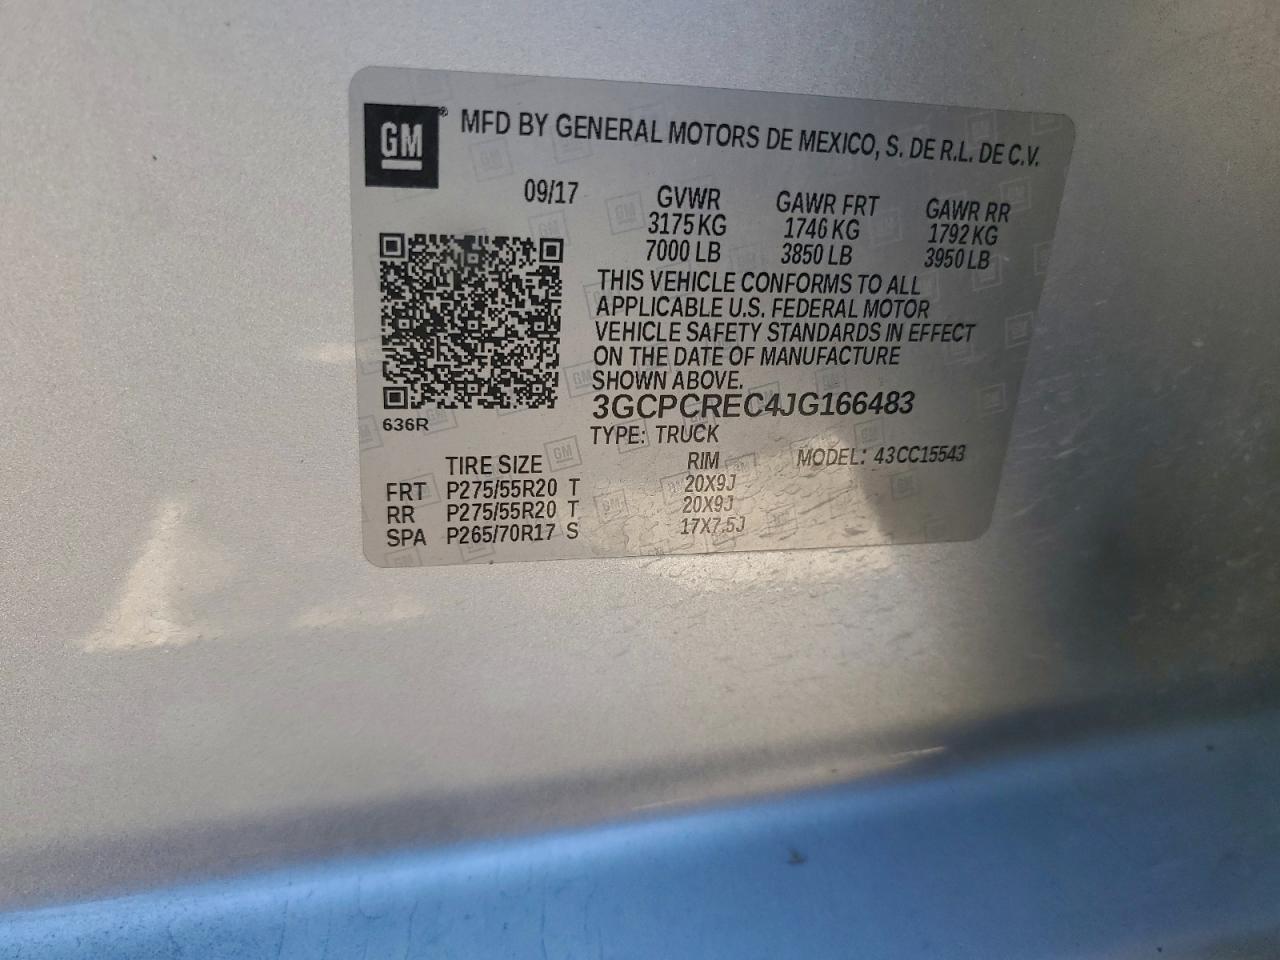 GM ® MFD BY GENERAL MOTORS DE MEXICO, S. DE R.L. DE C.V.
09/17 GVWR GAWR FRT GAWR RR
3175 KG 1746 KG 1792 KG
7000 LB 3850 LB 3950 LB
THIS VEHICLE CONFORMS TO ALL
APPLICABLE U.S. FEDERAL MOTOR
VEHICLE SAFETY STANDARDS IN EFFECT
ON THE DATE OF MANUFACTURE
SHOWN ABOVE.
3GCPCREC4JG166483
636R
TYPE: TRUCK
TIRE SIZE RIM MODEL: 43CC15543
FRT P275/55R20 T 20X9J
RR P275/55R20 T 20X9J
SPA P265/70R17 S 17X7.5J